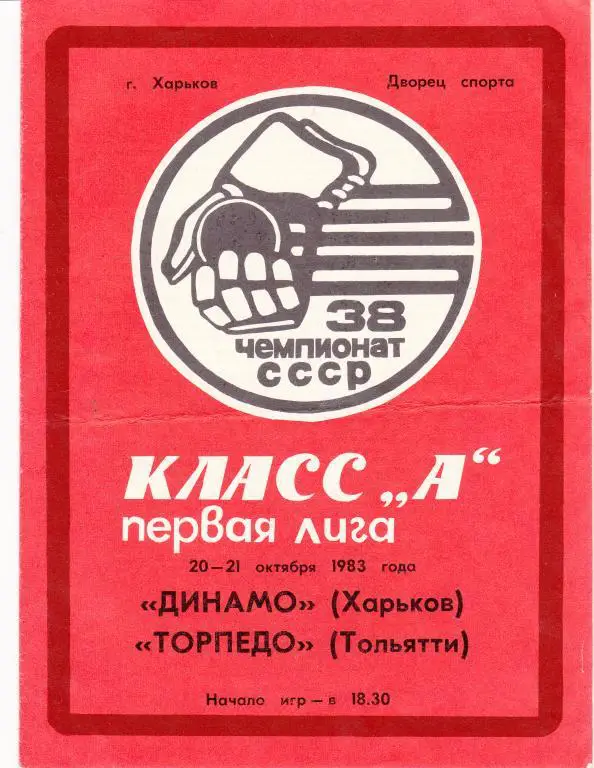 г. Харьков Дворец спорта
38
чемпионат
СССР
КЛАСС „А“
первая лига
20—21 октября 1983 года
«ДИНАМО» (Харьков)
«ТОРПЕДО» (Тольятти)
Начало игр — в 18.30